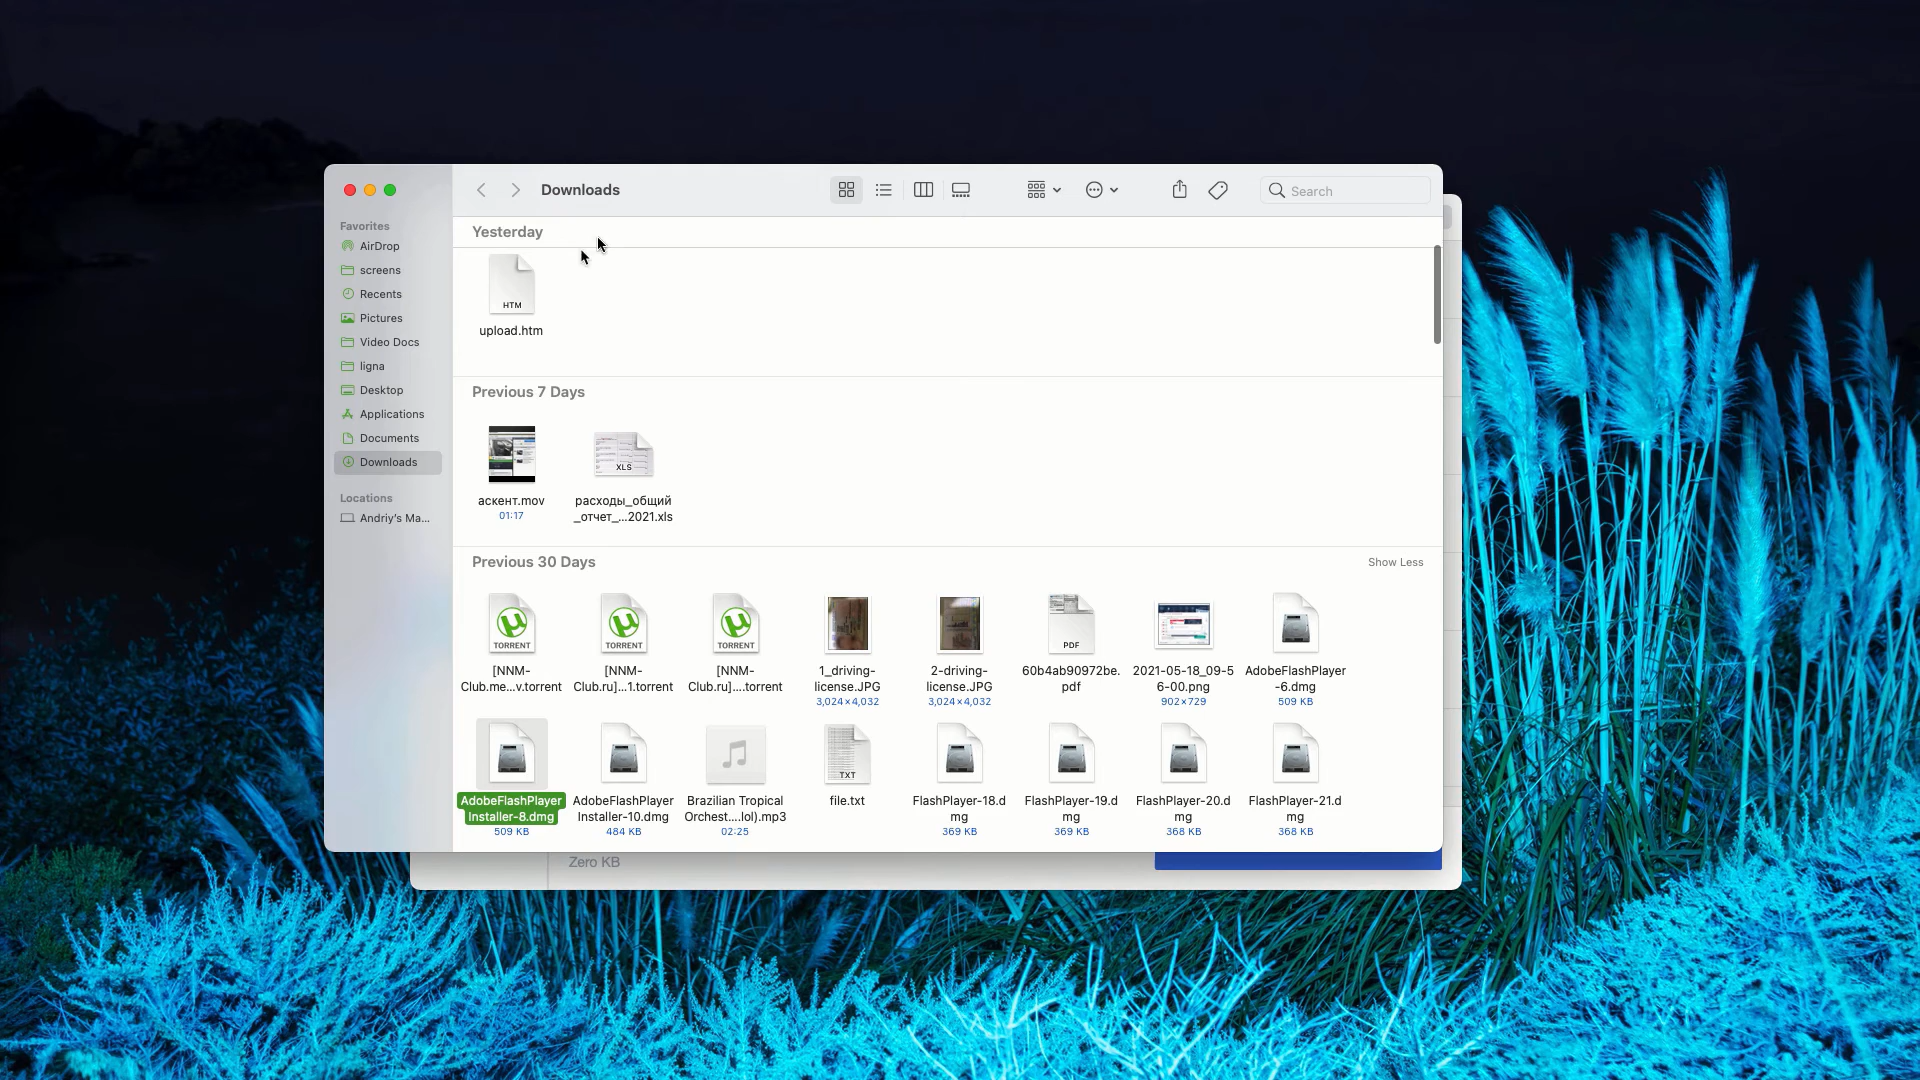 Downloads
Search
Favorites
AirDrop
screens
Recents
Pictures
Video Docs
ligna
Desktop
Applications
Documents
Downloads
Locations
Andriy's Ma...
Yesterday
HTM
upload.htm
Previous 7 Days
XLS
аскент.mov
расходы_общий
01:17
_отчет_...2021.xls
Previous 30 Days
Show Less
TORRENT
TORRENT
TORRENT
PDF
[NNM-
Club.me...v.torrent
[NNM-
Club.ru]...1.torrent
[NNM-
Club.ru]....torrent
1_driving-
license.JPG
3,024×4,032
2-driving-
license.JPG
3,024×4,032
60b4ab90972be.
pdf
2021-05-18_09-5
6-00.png
902×729
AdobeFlashPlayer
-6.dmg
509 KB
TXT
AdobeFlashPlayer
Installer-8.dmg
509 KB
AdobeFlashPlayer
Installer-10.dmg
484 KB
Brazilian Tropical
Orchest....lol).mp3
02:25
file.txt
FlashPlayer-18.d
mg
369 KB
FlashPlayer-19.d
mg
369 KB
FlashPlayer-20.d
mg
368 KB
FlashPlayer-21.d
mg
368 KB
Zero KB